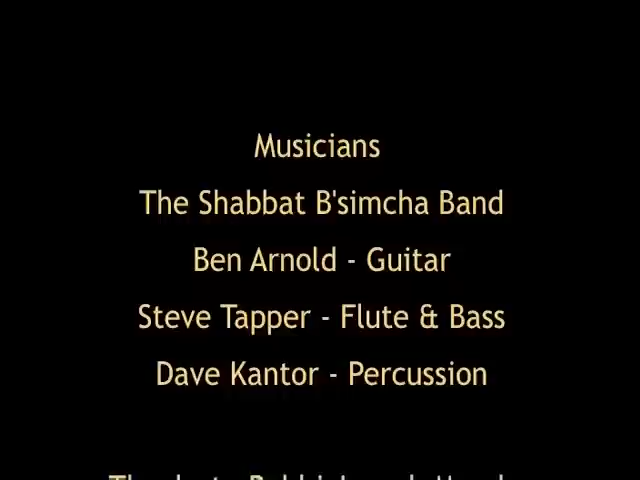 Musicians
The Shabbat B'simcha Band
Ben Arnold - Guitar
Steve Tapper - Flute & Bass
Dave Kantor - Percussion